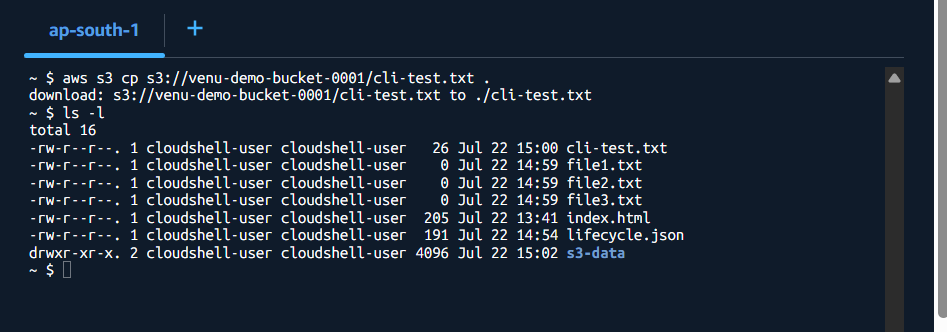 ap-south-1 +
~ $ aws s3 cp s3://venu-demo-bucket-0001/cli-test.txt .
download: s3://venu-demo-bucket-0001/cli-test.txt to ./cli-test.txt
~ $ ls -l
total 16
-rw-r--r--. 1 cloudshell-user cloudshell-user   26 Jul 22 15:00 cli-test.txt
-rw-r--r--. 1 cloudshell-user cloudshell-user    0 Jul 22 14:59 file1.txt
-rw-r--r--. 1 cloudshell-user cloudshell-user    0 Jul 22 14:59 file2.txt
-rw-r--r--. 1 cloudshell-user cloudshell-user    0 Jul 22 14:59 file3.txt
-rw-r--r--. 1 cloudshell-user cloudshell-user  205 Jul 22 13:41 index.html
-rw-r--r--. 1 cloudshell-user cloudshell-user  191 Jul 22 14:54 lifecycle.json
drwxr-xr-x. 2 cloudshell-user cloudshell-user 4096 Jul 22 15:02 s3-data
~ $